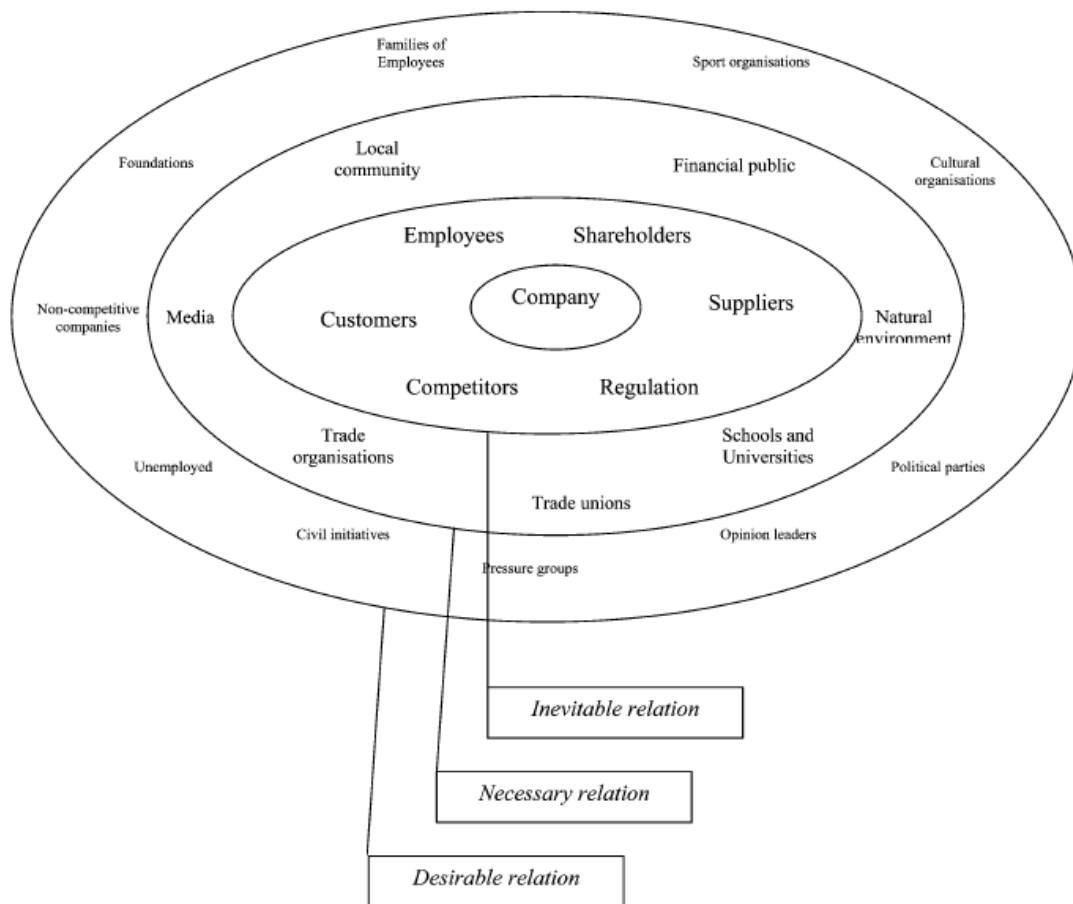 Families of
Employees
Sport organisations
Foundations
Local
community
Financial public
Cultural
organisations
Employees
Shareholders
Company
Non-competitive
companies
Media
Customers
Suppliers
Natural
environment
Competitors
Regulation
Trade
organisations
Schools and
Universities
Unemployed
Political parties
Trade unions
Civil initiatives
Opinion leaders
Pressure groups
Inevitable relation
Necessary relation
Desirable relation